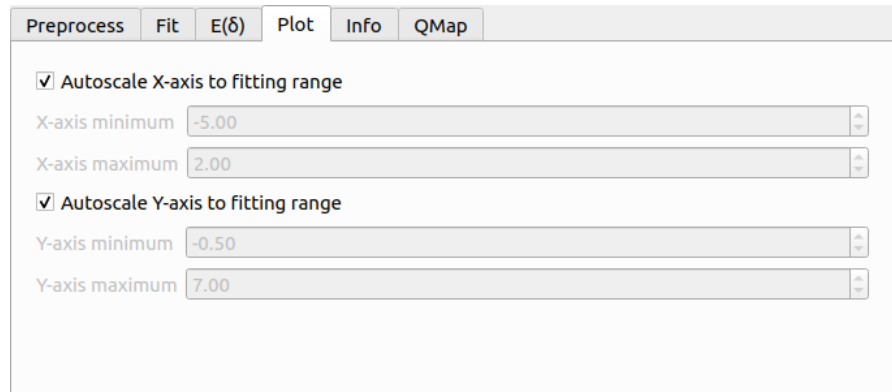 Preprocess Fit E(δ) Plot Info QMap
Autoscale X-axis to fitting range
X-axis minimum -5.00
X-axis maximum 2.00
Autoscale Y-axis to fitting range
Y-axis minimum -0.50
Y-axis maximum 7.00